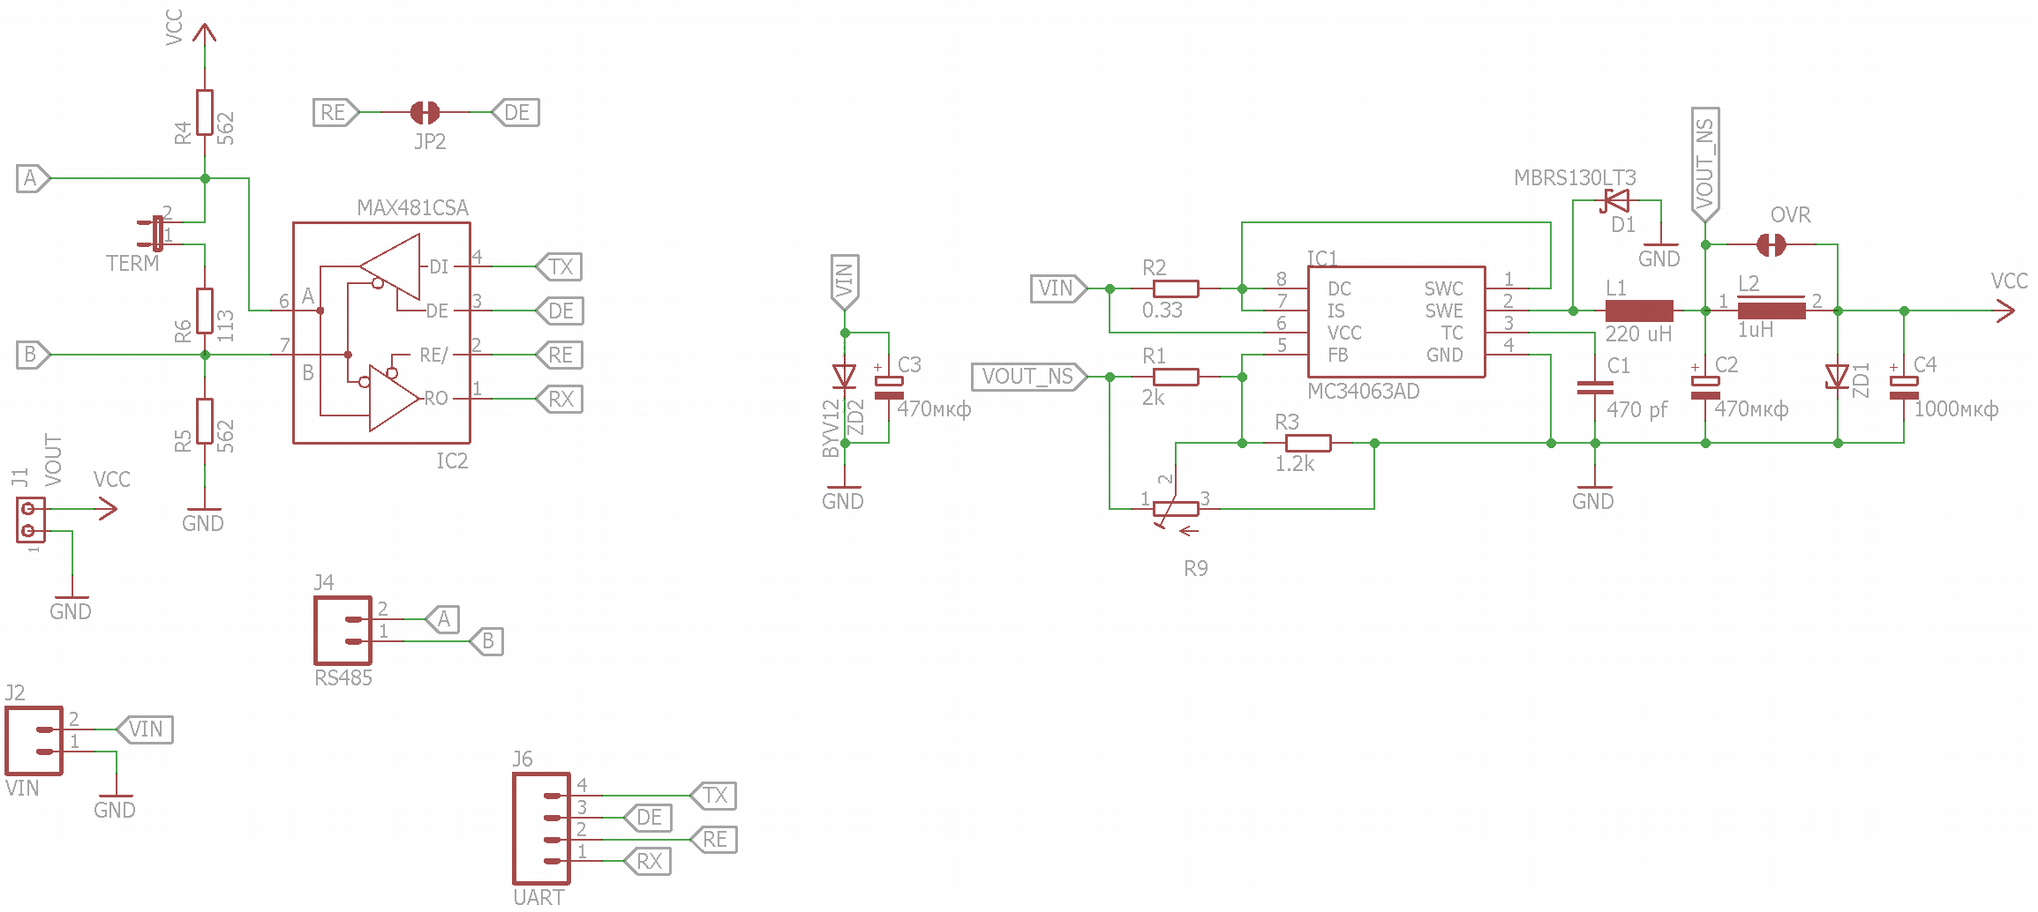 VCC
R4
562
A
2
1
TERM
R6
113
B
R5
562
GND
RE
JP2
DE
MAX481CSA
6
A
7
B
DI
4
TX
DE
3
DE
RE/
2
RE
RO
1
RX
IC2
J1
VOUT
VCC
1
GND
J4
2
A
1
B
RS485
J2
2
VIN
1
VIN
GND
J6
4
TX
3
DE
2
RE
1
RX
UART
VIN
BYV12
ZD2
+
C3
470мкф
GND
VIN
R2
0.33
VOUT_NS
R1
2k
R3
1.2k
1
2
3
R9
IC1
8
DC
SWC
1
7
IS
SWE
2
6
VCC
TC
3
5
FB
GND
4
MC34063AD
MBRS130LT3
D1
GND
L1
220 uH
VOUT_NS
OVR
L2
1
2
1uH
VCC
C1
470 pf
+
C2
470мкф
ZD1
+
C4
1000мкф
GND